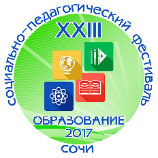 социально-педагогический фестиваль
XXIII
ОБРАЗОВАНИЕ
2017
СОЧИ